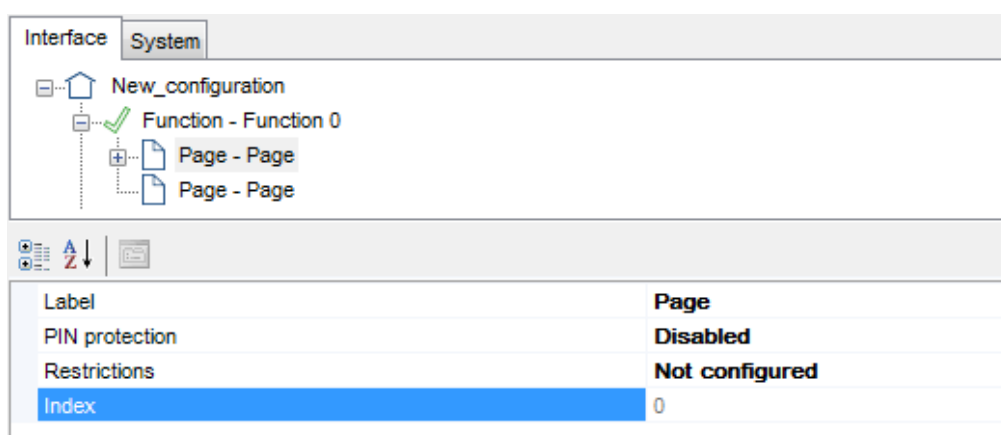 Interface System
New_configuration
Function - Function 0
Page - Page
Page - Page
A
Z
Label Page
PIN protection Disabled
Restrictions Not configured
Index 0